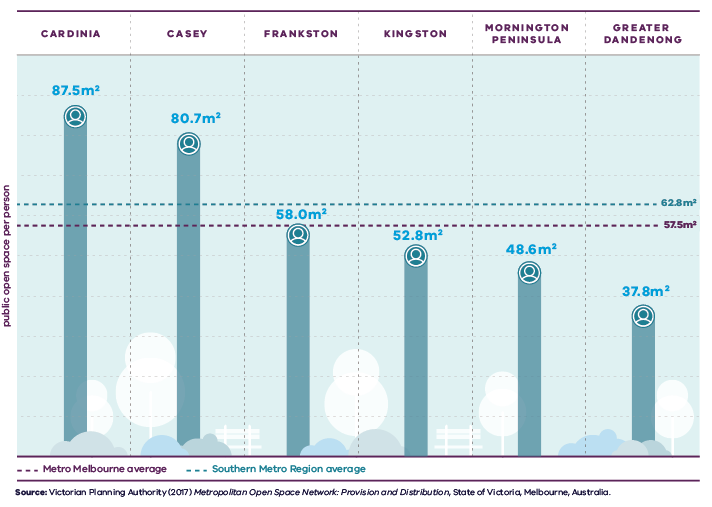 CARDINIA
CASEY
FRANKSTON
KINGSTON
MORNINGTON
PENINSULA
GREATER
DANDENONG
87.5m²
80.7m²
62.8m²
58.0m²
57.5m²
52.8m²
48.6m²
37.8m²
public open space per person
Metro Melbourne average
Southern Metro Region average
Source: Victorian Planning Authority (2017) Metropolitan Open Space Network: Provision and Distribution, State of Victoria, Melbourne, Australia.